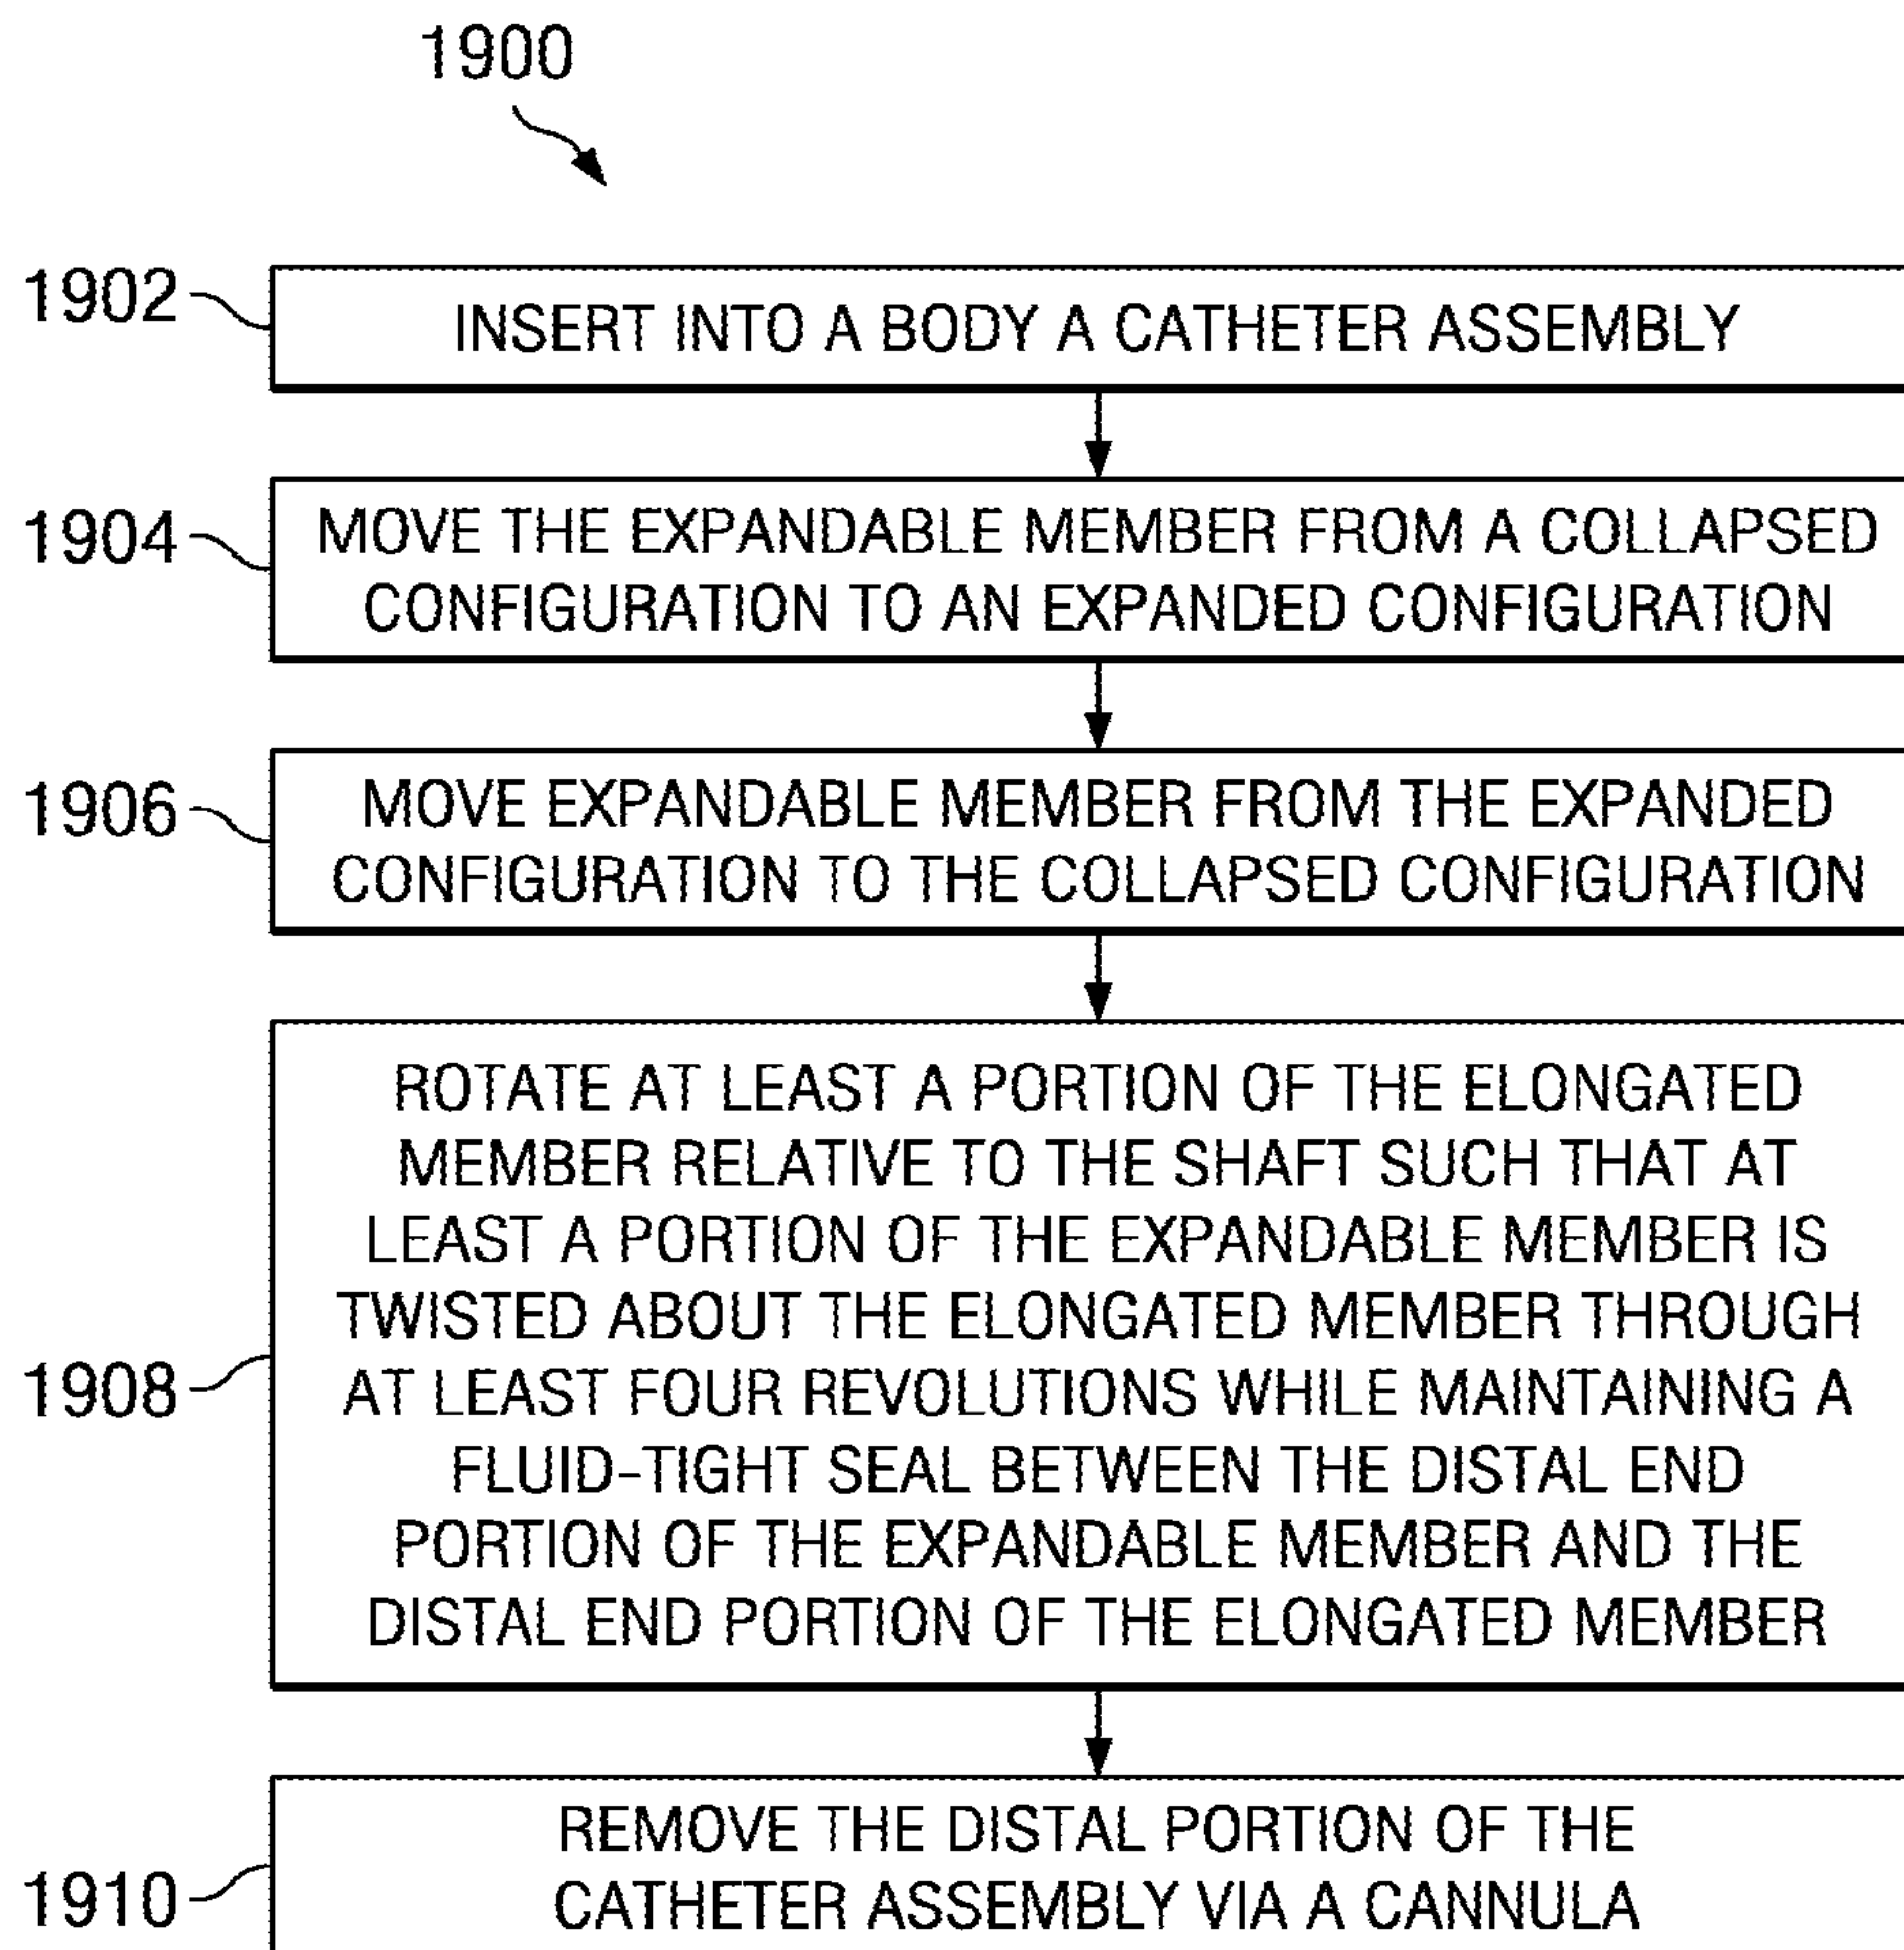 1900
1902
INSERT INTO A BODY A CATHETER ASSEMBLY
1904
MOVE THE EXPANDABLE MEMBER FROM A COLLAPSED
CONFIGURATION TO AN EXPANDED CONFIGURATION
1906
MOVE EXPANDABLE MEMBER FROM THE EXPANDED
CONFIGURATION TO THE COLLAPSED CONFIGURATION
1908
ROTATE AT LEAST A PORTION OF THE ELONGATED
MEMBER RELATIVE TO THE SHAFT SUCH THAT AT
LEAST A PORTION OF THE EXPANDABLE MEMBER IS
TWISTED ABOUT THE ELONGATED MEMBER THROUGH
AT LEAST FOUR REVOLUTIONS WHILE MAINTAINING A
FLUID-TIGHT SEAL BETWEEN THE DISTAL END
PORTION OF THE EXPANDABLE MEMBER AND THE
DISTAL END PORTION OF THE ELONGATED MEMBER
1910
REMOVE THE DISTAL PORTION OF THE
CATHETER ASSEMBLY VIA A CANNULA